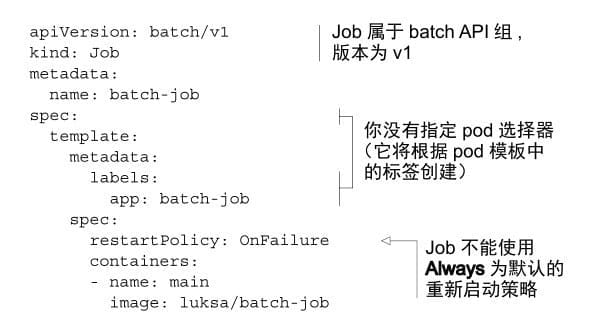 apiVersion: batch/v1
kind: Job
metadata:
  name: batch-job
spec:
  template:
    metadata:
      labels:
        app: batch-job
    spec:
      restartPolicy: OnFailure
      containers:
      - name: main
        image: luksa/batch-job
Job 属于 batch API 组，
版本为 v1
你没有指定 pod 选择器
（它将根据 pod 模板中
的标签创建）
Job 不能使用
Always 为默认的
重新启动策略